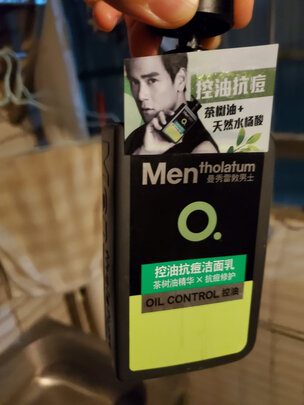 控油抗痘
茶树油+
天然水杨酸
Mentholatum
曼秀雷敦男士
O.
控油抗痘洁面乳
茶树油精华×抗痘修护
OIL CONTROL 控油